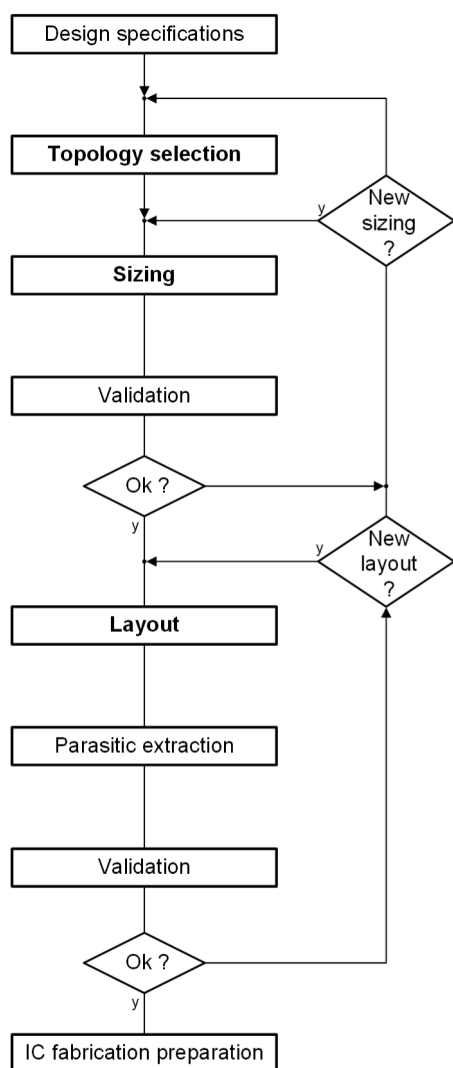 Design specifications
Topology selection
y
New
sizing
?
Sizing
Validation
Ok ?
y
y
New
layout
?
Layout
Parasitic extraction
Validation
Ok ?
y
IC fabrication preparation